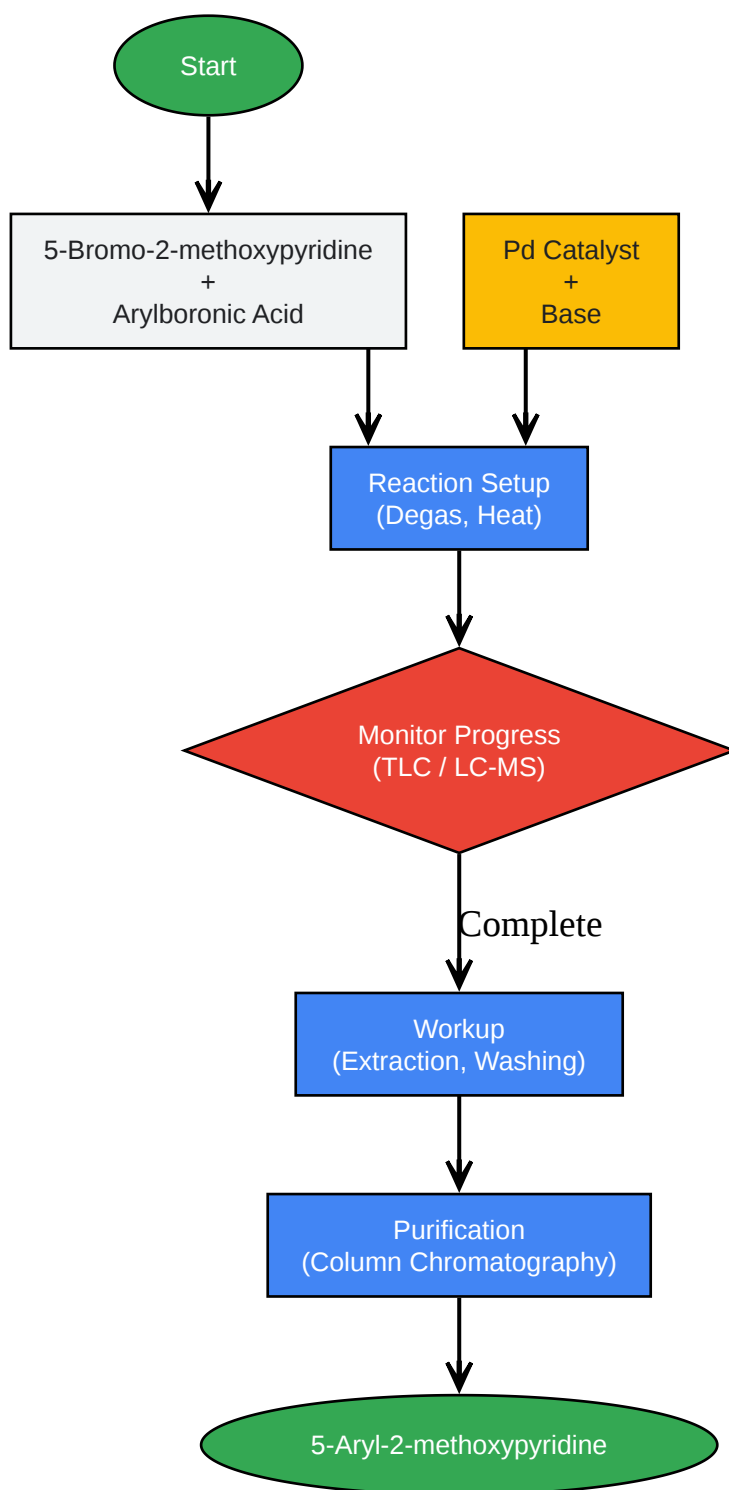 Start
5-Bromo-2-methoxypyridine
+
Arylboronic Acid
Pd Catalyst
+
Base
Reaction Setup
(Degas, Heat)
Monitor Progress
(TLC / LC-MS)
Complete
Workup
(Extraction, Washing)
Purification
(Column Chromatography)
5-Aryl-2-methoxypyridine